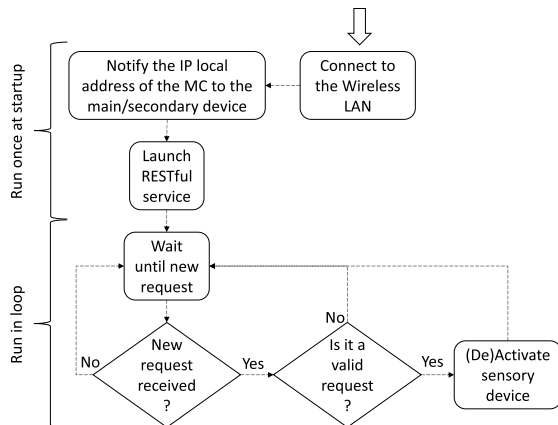 Run once at startup
Notify the IP local
address of the MC to the
main/secondary device
Connect to
the Wireless
LAN
Launch
RESTful
service
Run in loop
Wait
until new
request
No
New
request
received
?
Yes
No
Is it a
valid
request
?
Yes
(De)Activate
sensory
device